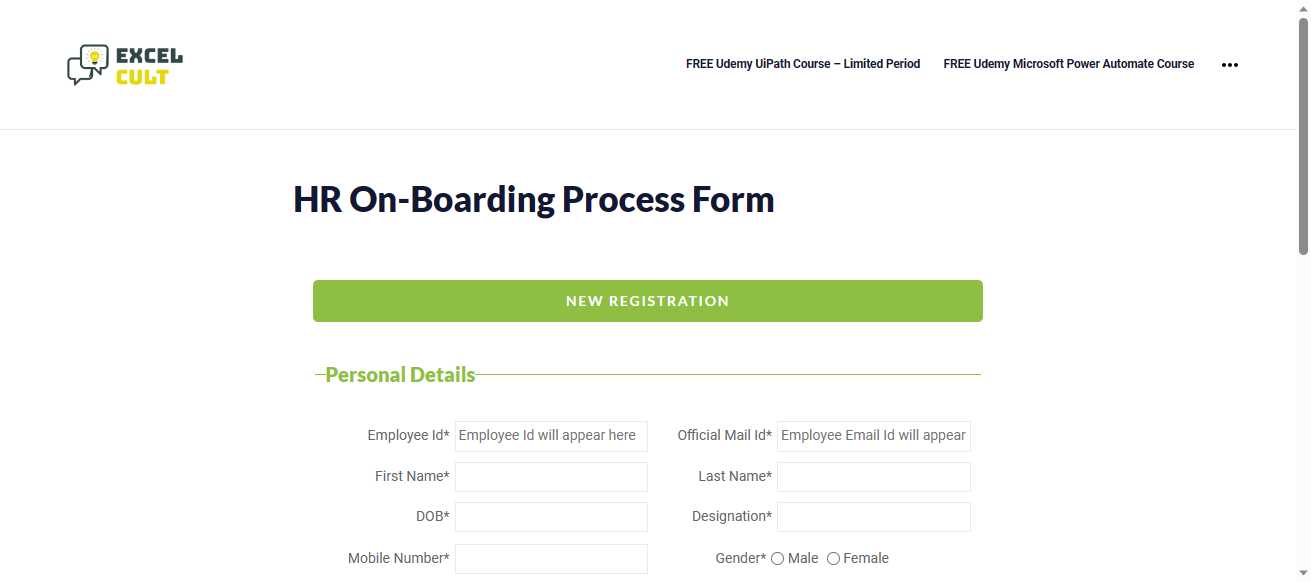 EXCEL
CULT
FREE Udemy UiPath Course – Limited Period
FREE Udemy Microsoft Power Automate Course
HR On-Boarding Process Form
NEW REGISTRATION
Personal Details
Employee Id* Employee Id will appear here
Official Mail Id* Employee Email Id will appear
First Name*
Last Name*
DOB*
Designation*
Mobile Number*
Gender* Male Female